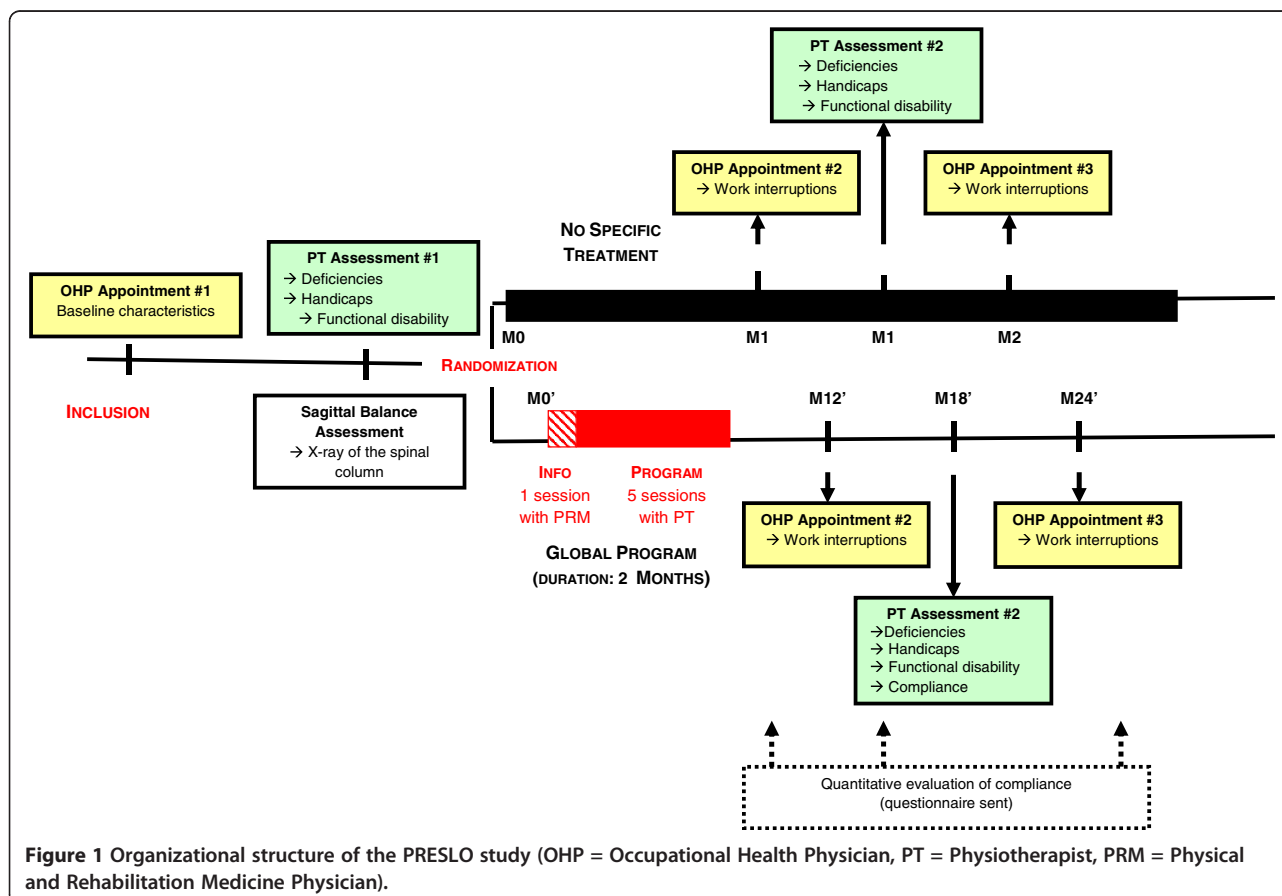 PT Assessment #2
→ Deficiencies
→ Handicaps
→ Functional disability
OHP Appointment #2
→ Work interruptions
OHP Appointment #3
→ Work interruptions
NO SPECIFIC
TREATMENT
PT Assessment #1
→ Deficiencies
→ Handicaps
→ Functional disability
OHP Appointment #1
Baseline characteristics
M0
M1
M1
M2
RANDOMIZATION
INCLUSION
Sagittal Balance
Assessment
→ X-ray of the spinal
column
M0'
M12'
M18'
M24'
INFO
1 session
with PRM
PROGRAM
5 sessions
with PT
GLOBAL PROGRAM
(DURATION: 2 MONTHS)
OHP Appointment #2
→ Work interruptions
OHP Appointment #3
→ Work interruptions
PT Assessment #2
→Deficiencies
→ Handicaps
→ Functional disability
→ Compliance
Quantitative evaluation of compliance
(questionnaire sent)
Figure 1 Organizational structure of the PRESLO study (OHP = Occupational Health Physician, PT = Physiotherapist, PRM = Physical
and Rehabilitation Medicine Physician).